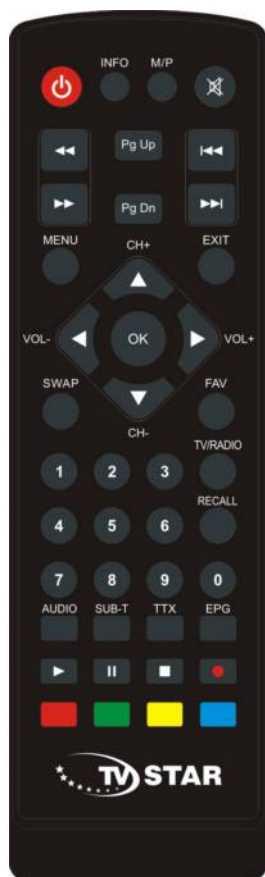 INFO M/P
Pg Up
Pg Dn
MENU CH+ EXIT
VOL- OK VOL+
SWAP FAV
CH-
TV/RADIO
1 2 3
RECALL
4 5 6
7 8 9 0
AUDIO SUB-T TTX EPG
TV STAR